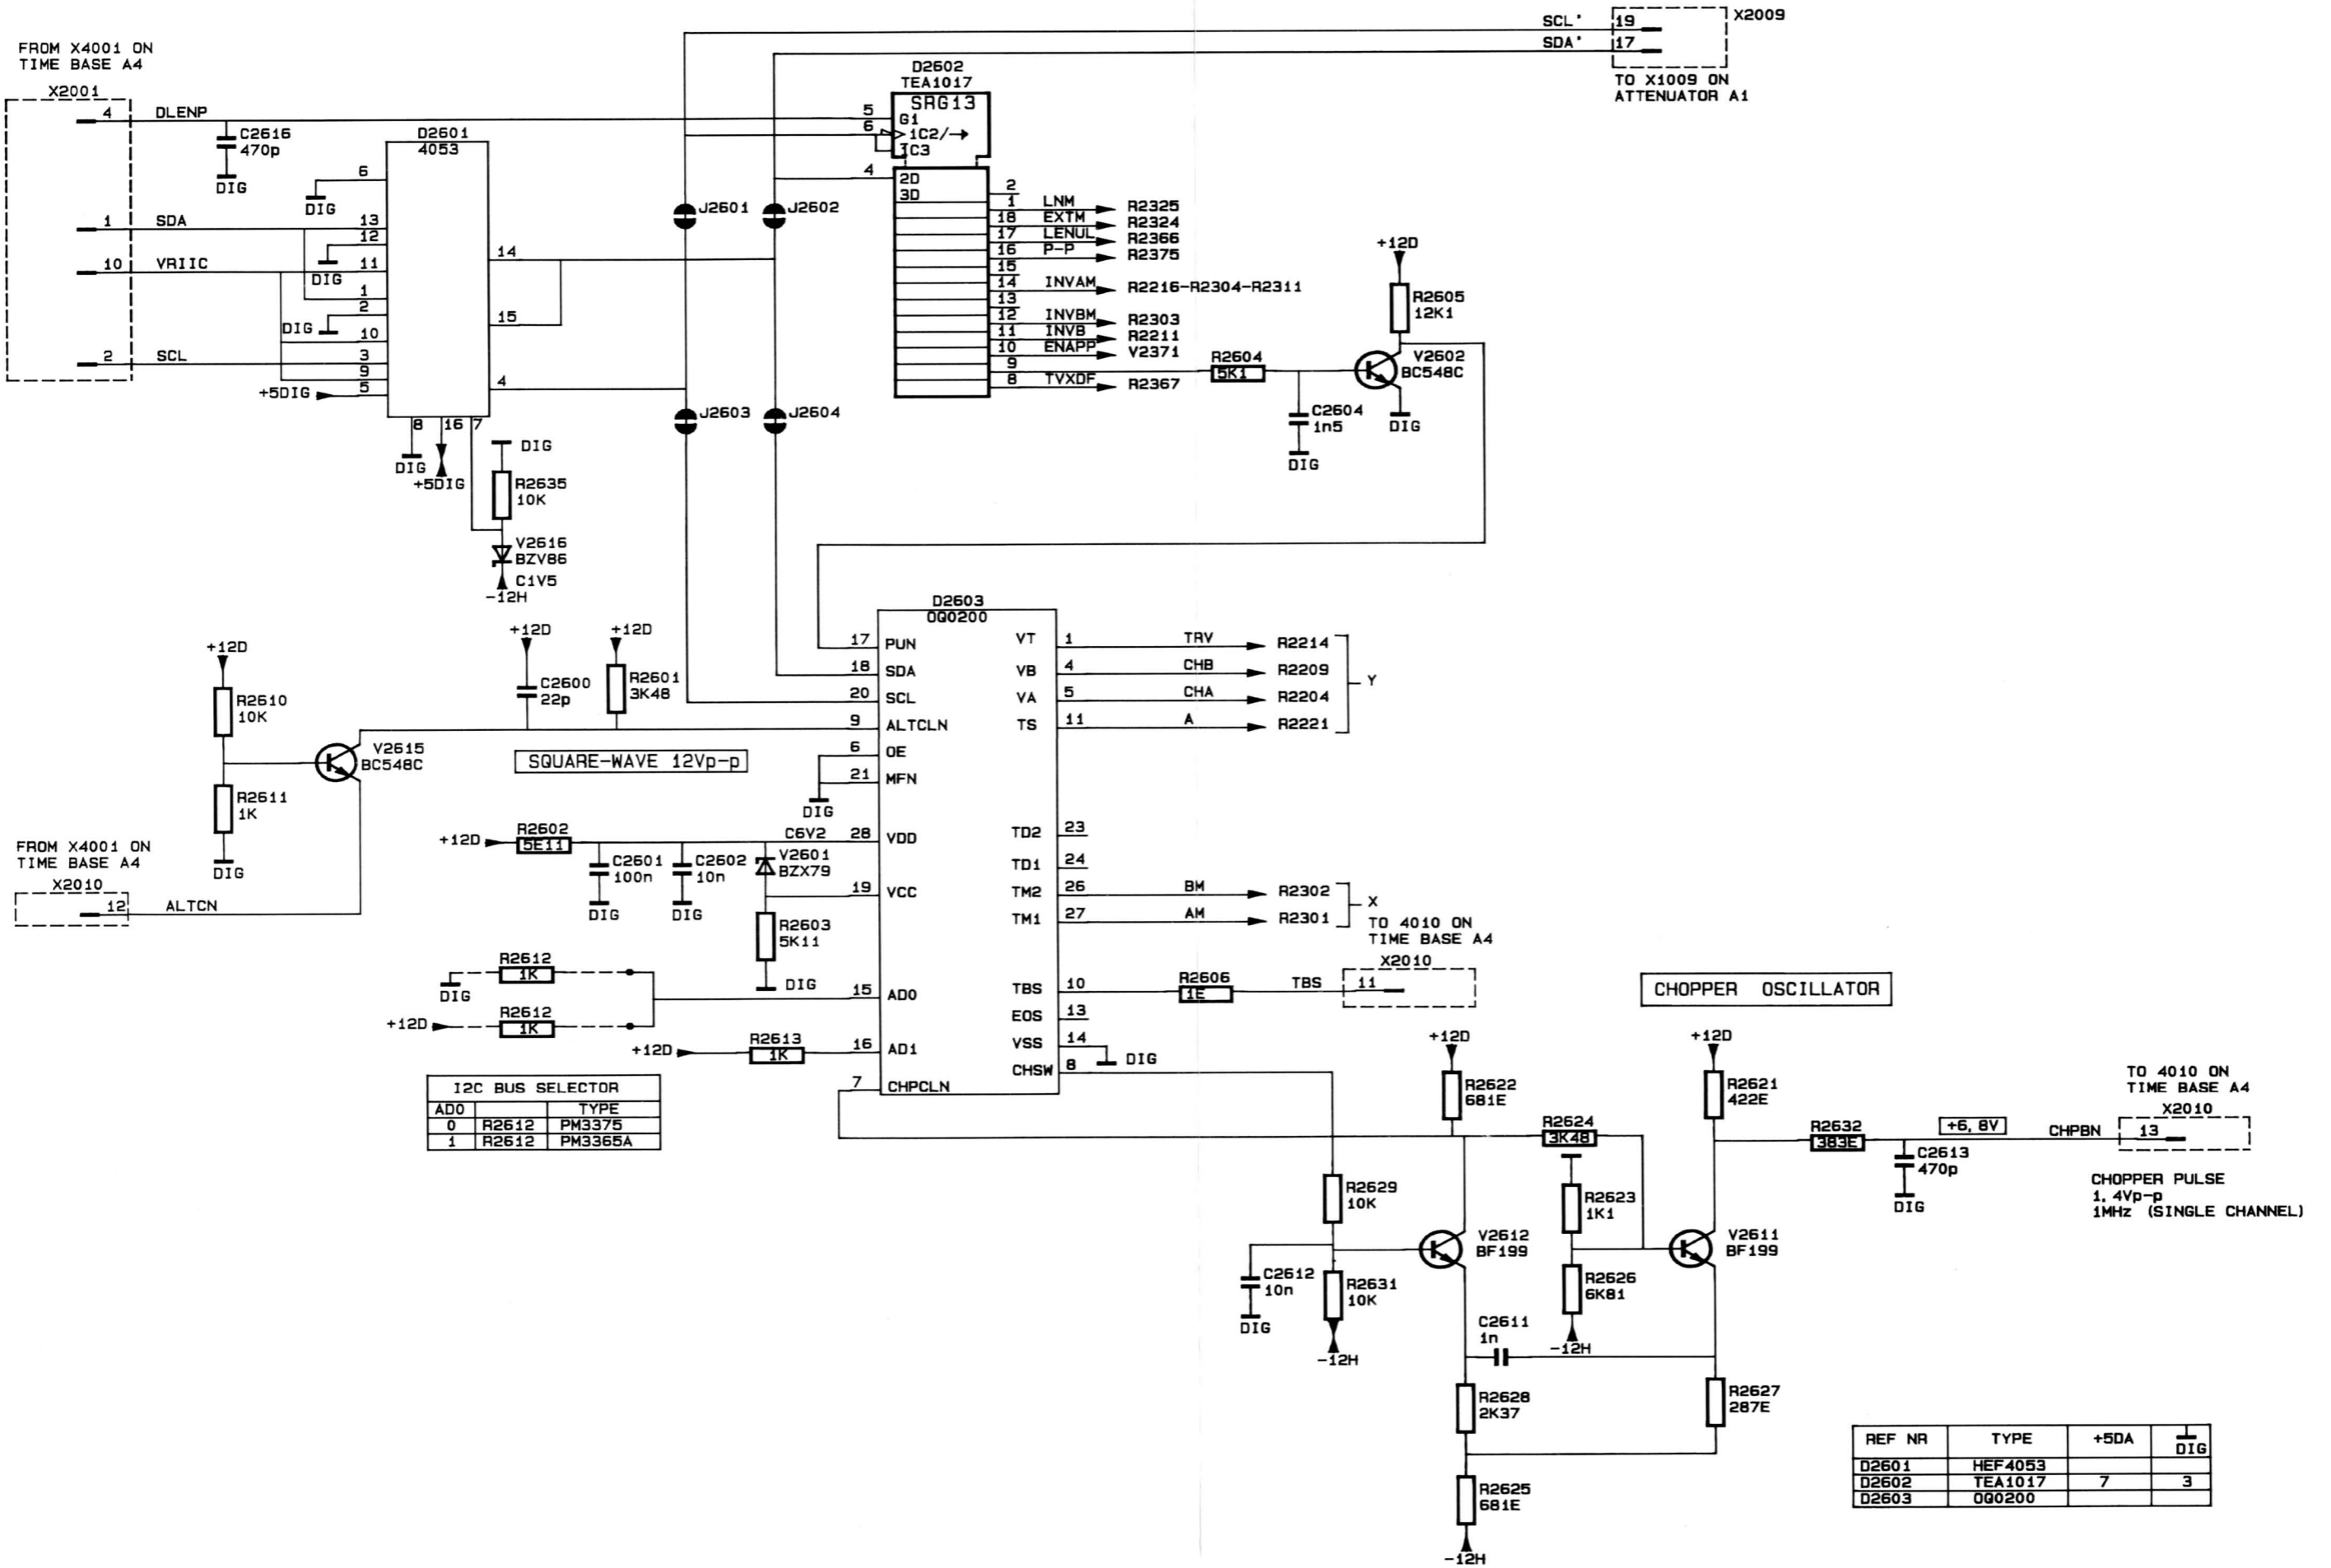 SCL'
19
X2009
SDA'
17
TO X1009 ON
ATTENUATOR A1
FROM X4001 ON
TIME BASE A4
X2001
4
DLENP
C2616
470p
DIG
D2601
4053
6
DIG
1
SDA
13
12
DIG
10
VRIIC
11
1
2
DIG
10
2
SCL
3
9
+5DIG
5
14
15
4
8
16
7
DIG
+5DIG
DIG
R2635
10K
V2616
BZV86
C1V5
-12H
J2601
J2602
J2603
J2604
D2602
TEA1017
SRG13
5
G1
6
1C2/→
C3
4
2D
3D
2
1
LNM
R2325
18
EXTM
R2324
17
LENUL
R2366
16
P-P
R2375
15
14
INVAM
R2216-R2304-R2311
13
12
INVBM
R2303
11
INVB
R2211
10
ENAPP
V2371
9
8
TVXDF
R2367
R2604
5K1
C2604
1n5
DIG
+12D
R2605
12K1
V2602
BC548C
DIG
+12D
R2610
10K
R2611
1K
DIG
V2615
BC548C
+12D
C2600
22p
+12D
R2601
3K48
SQUARE-WAVE 12Vp-p
FROM X4001 ON
TIME BASE A4
X2010
12
ALTCN
D2603
OQ0200
17 PUN
18 SDA
20 SCL
9 ALTCLN
6 OE
21 MFN
DIG
28 VDD
19 VCC
15 AD0
16 AD1
7 CHPCLN
+12D
R2602
5E11
C2601
100n
DIG
C2602
10n
DIG
C6V2
V2601
BZX79
R2603
5K11
DIG
R2612
1K
DIG
R2612
1K
+12D
+12D
R2613
1K
I2C BUS SELECTOR
AD0 TYPE
0 R2612 PM3375
1 R2612 PM3365A
VT 1 TRV R2214
VB 4 CHB R2209
VA 5 CHA R2204
TS 11 A R2221
Y
TD2 23
TD1 24
TM2 26 BM R2302
TM1 27 AM R2301
X
TO 4010 ON
TIME BASE A4
X2010
TBS 10
R2606
1E
TBS
11
EOS 13
VSS 14
DIG
CHSW 8
CHOPPER OSCILLATOR
+12D
R2622
681E
+12D
R2621
422E
R2624
3K48
R2632
383E
+6,8V
CHPBN
TO 4010 ON
TIME BASE A4
X2010
13
C2613
470p
DIG
CHOPPER PULSE
1,4Vp-p
1MHz (SINGLE CHANNEL)
R2629
10K
V2612
BF199
R2623
1K1
V2611
BF199
C2612
10n
DIG
R2631
10K
-12H
R2626
6K81
-12H
C2611
1n
R2628
2K37
R2627
287E
R2625
681E
-12H
REF NR TYPE +5DA DIG
D2601 HEF4053
D2602 TEA1017 7 3
D2603 OQ0200